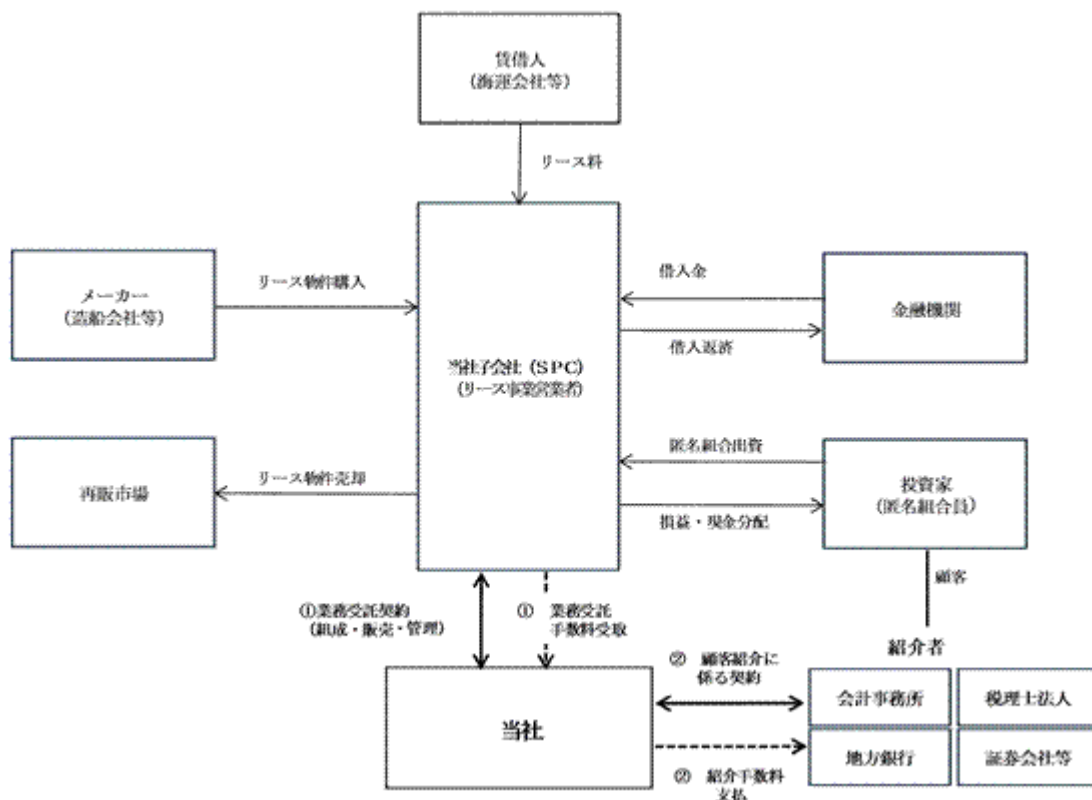 賃借人
(海運会社等)
リース料
メーカー
(造船会社等)
リース物件購入
借入金
金融機関
借入返済
当社子会社(SPC)
(リース事業営業者)
再販市場
リース物件売却
匿名組合出資
投資家
(匿名組合員)
損益・現金分配
顧客
①業務受託契約
(組成・販売・管理)
① 業務受託
手数料受取
紹介者
当社
② 顧客紹介に
係る契約
会計事務所
税理士法人
地方銀行
証券会社等
② 紹介手数料
支払